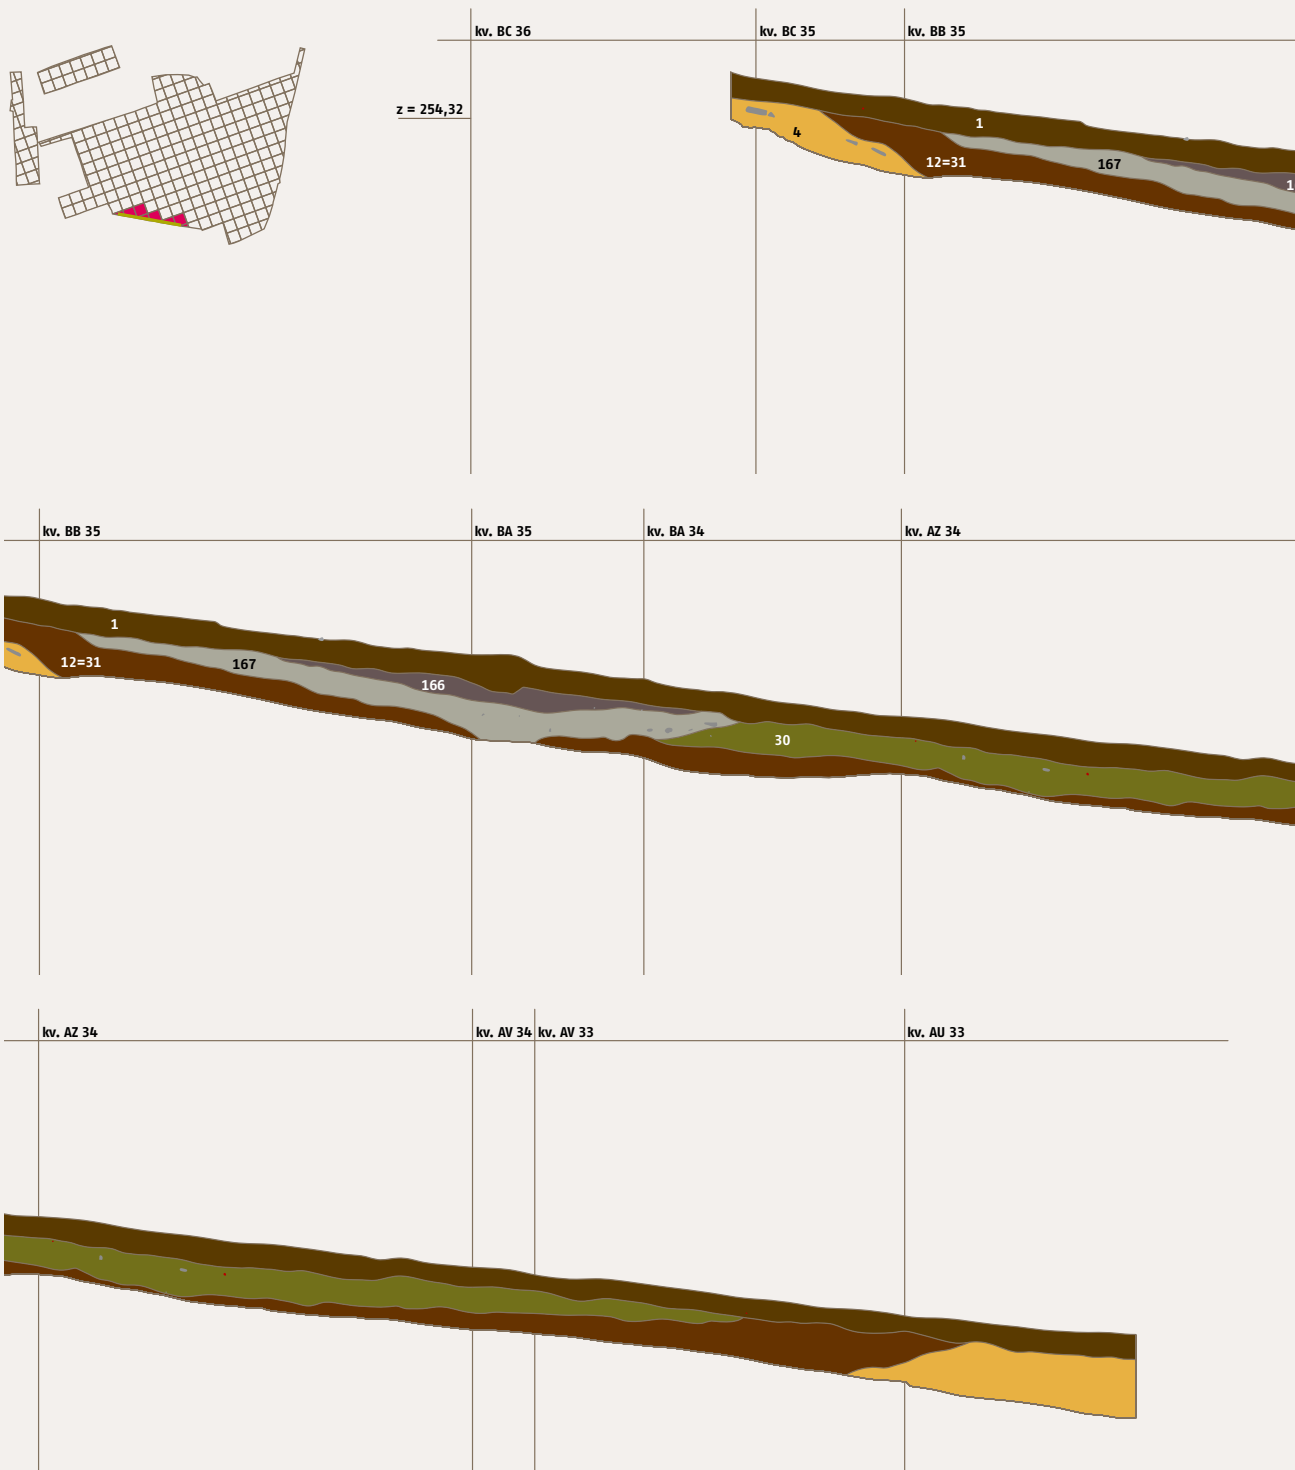 kv. BC 36
kv. BC 35
kv. BB 35
z = 254,32
1
4
12=31
167
1
kv. BB 35
kv. BA 35
kv. BA 34
kv. AZ 34
1
12=31
167
166
30
kv. AZ 34
kv. AV 34
kv. AV 33
kv. AU 33